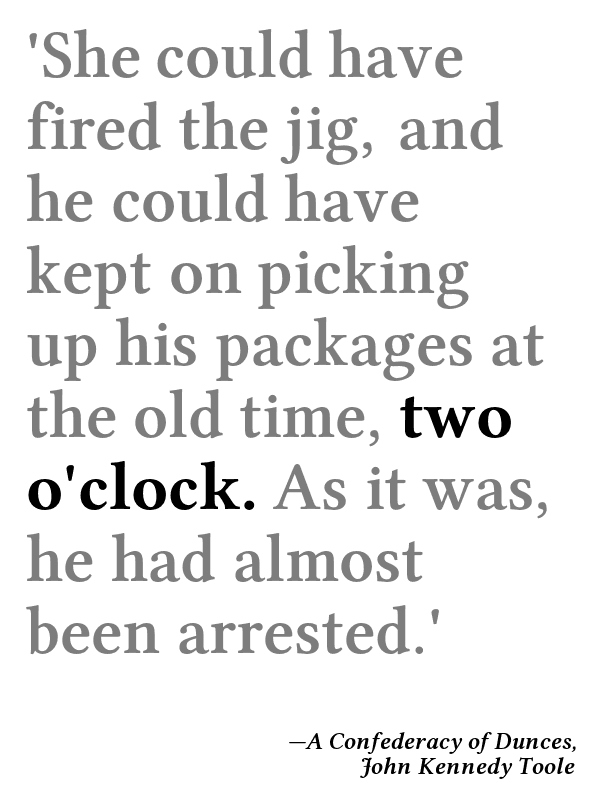 'She could have
fired the jig, and
he could have
kept on picking
up his packages at
the old time, two
o'clock. As it was,
he had almost
been arrested.'
—A Confederacy of Dunces,
John Kennedy Toole